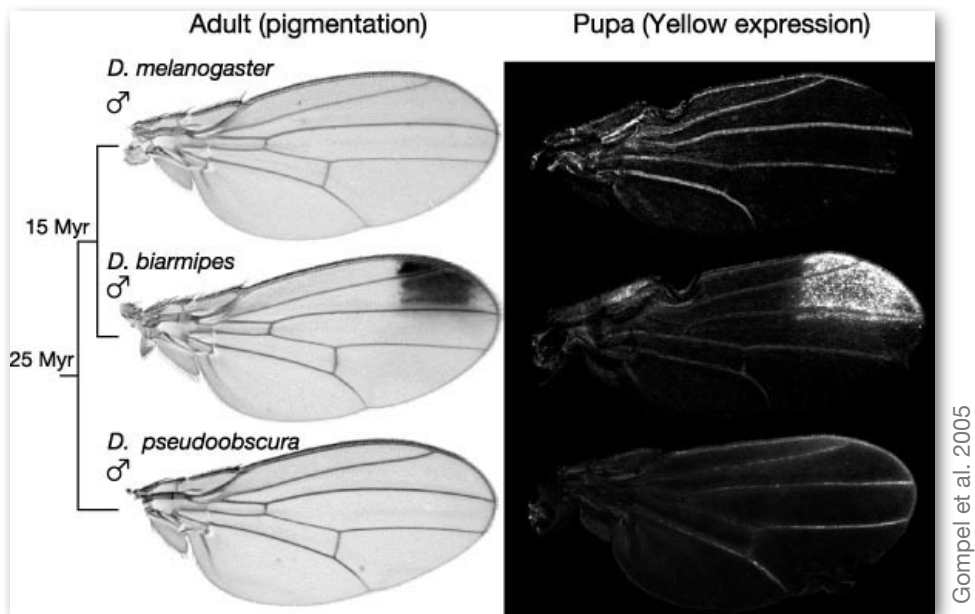 Adult (pigmentation)
Pupa (Yellow expression)
D. melanogaster
♂
15 Myr
D. biarmipes
♂
25 Myr
D. pseudoobscura
♂
Gompel et al. 2005